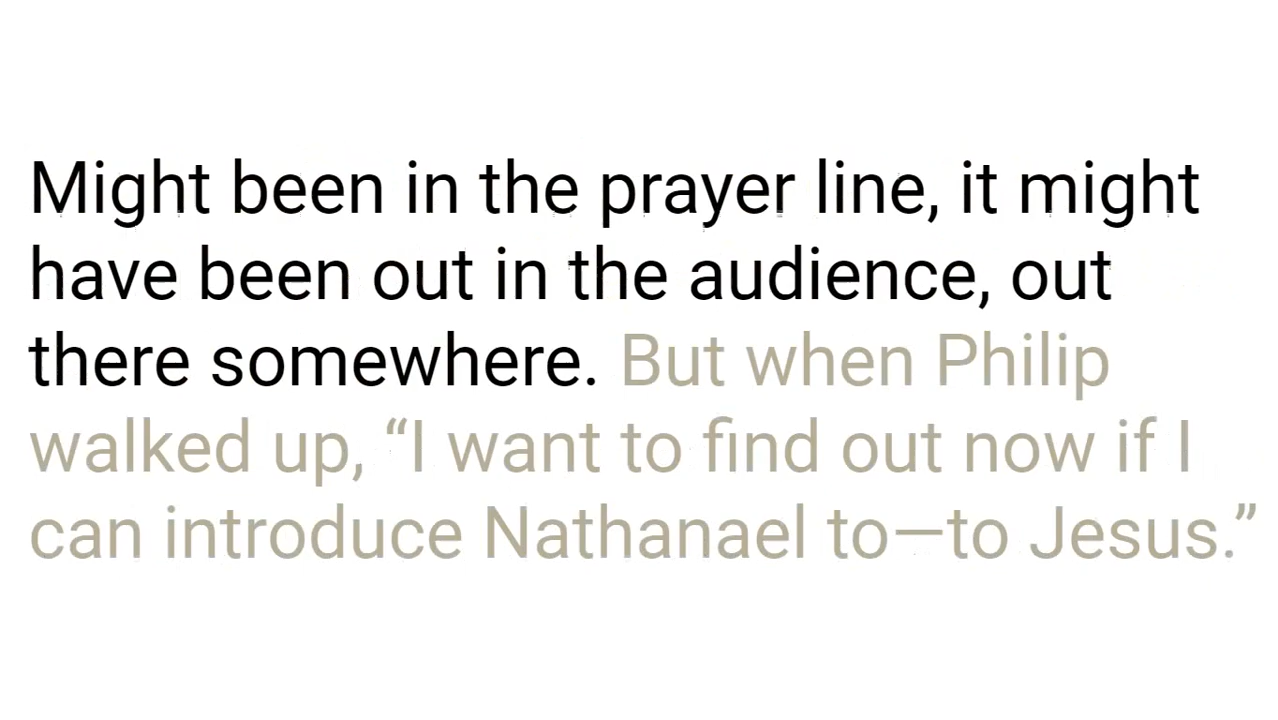 Might been in the prayer line, it might
have been out in the audience, out
there somewhere. But when Philip
walked up, “I want to find out now if I
can introduce Nathanael to—to Jesus.”